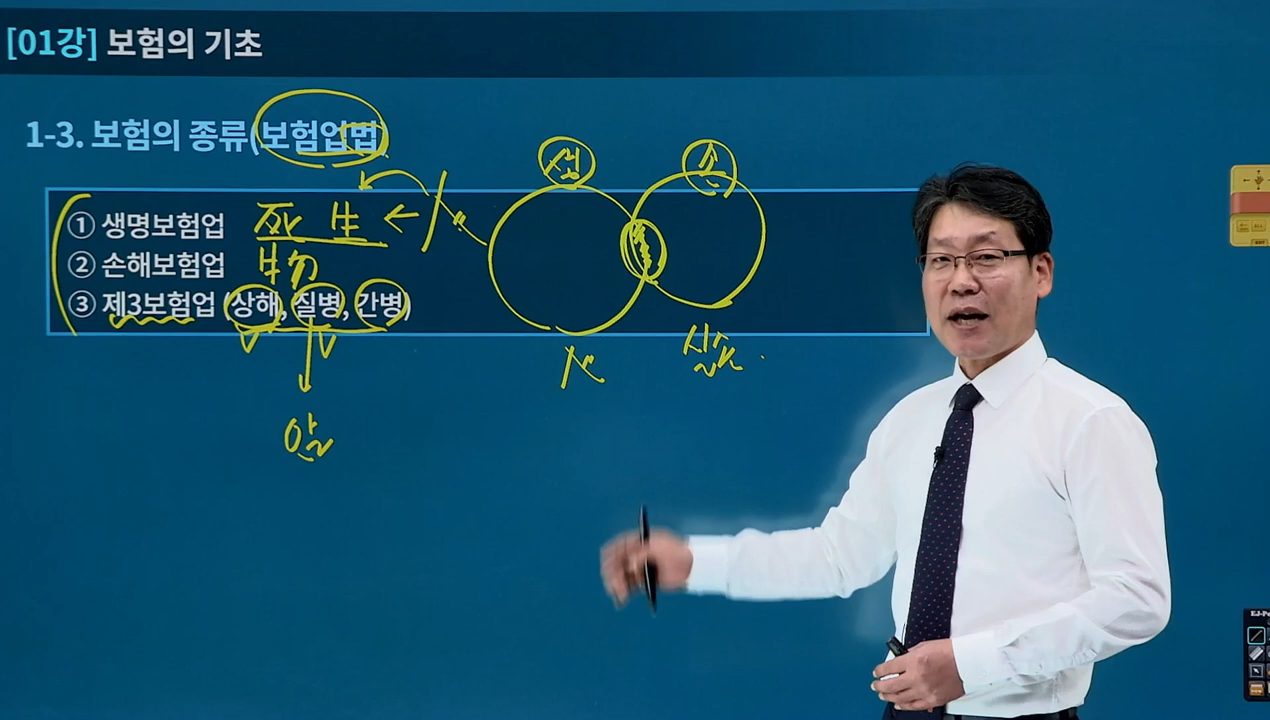 [01강] 보험의 기초
1-3. 보험의 종류(보험업법)
생
손
① 생명보험업 死 生 ← 人
② 손해보험업 生 物
③ 제3보험업 (상해, 질병, 간병)
암